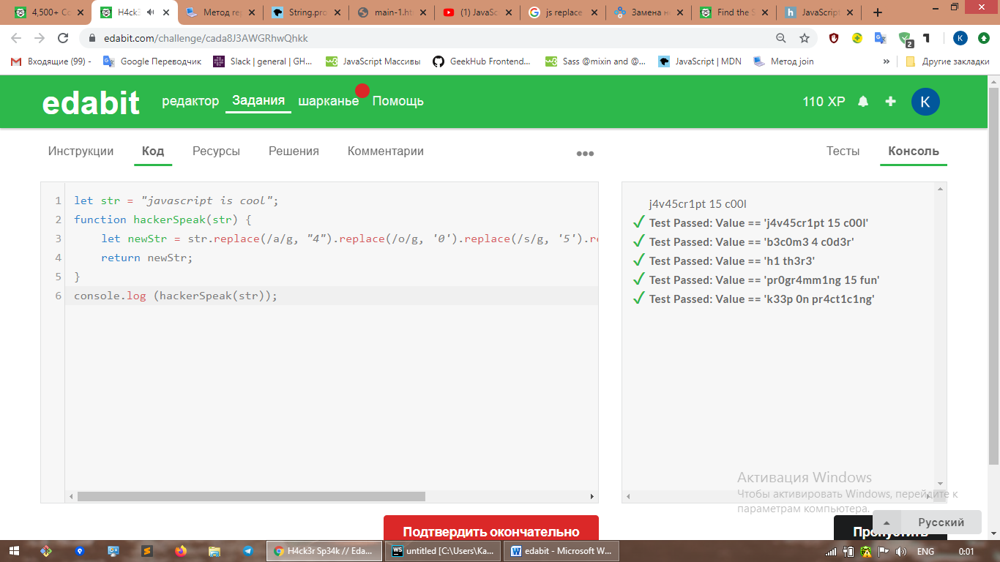 4,500+ C
H4ck3
Метод re
String.pro
main-1.ht
(1) JavaSc
js replace
Замена н
Find the S
JavaScript
edabit.com/challenge/cada8J3AWGRhwQhkk
2
K
Входящие (99) -
Google Переводчик
Slack | general | GH...
JavaScript Массивы
GeekHub Frontend...
Sass @mixin and @...
JavaScript | MDN
Метод join
»
Другие закладки
edabit
редактор
Задания
шарканье
Помощь
110 XP
K
Инструкции
Код
Ресурсы
Решения
Комментарии
Тесты
Консоль
1 let str = "javascript is cool";
2 function hackerSpeak(str) {
3 let newStr = str.replace(/a/g, "4").replace(/o/g, '0').replace(/s/g, '5').re
4 return newStr;
5 }
6 console.log (hackerSpeak(str));
j4v45cr1pt 15 c00l
Test Passed: Value == 'j4v45cr1pt 15 c00l'
Test Passed: Value == 'b3c0m3 4 c0d3r'
Test Passed: Value == 'h1 th3r3'
Test Passed: Value == 'pr0gr4mm1ng 15 fun'
Test Passed: Value == 'k33p 0n pr4ct1c1ng'
Активация Windows
Чтобы активировать Windows, перейдите к
параметрам компьютера.
Русский
Подтвердить окончательно
Пропустить
H4ck3r Sp34k // Eda...
WS
untitled [C:\Users\Ka...
edabit - Microsoft W...
ENG
0:01